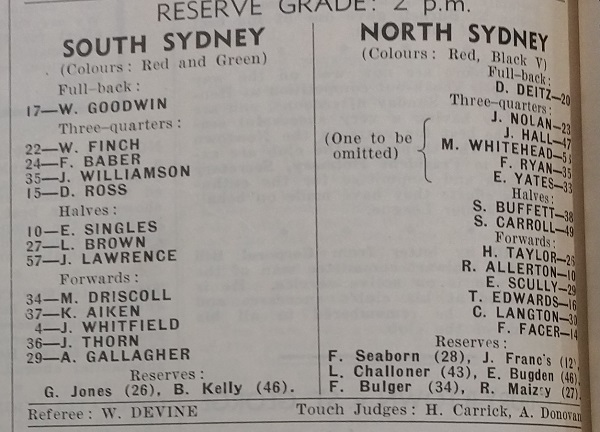 RESERVE GRADE: 2 p.m.
SOUTH SYDNEY
(Colours: Red and Green)
Full-back:
17—W. GOODWIN
Three-quarters:
22—W. FINCH
24—F. BABER
35—J. WILLIAMSON
15—D. ROSS
Halves:
10—E. SINGLES
27—L. BROWN
57—J. LAWRENCE
Forwards:
34—M. DRISCOLL
37—K. AIKEN
4—J. WHITFIELD
36—J. THORN
29—A. GALLAGHER
Reserves:
G. Jones (26), B. Kelly (46).
NORTH SYDNEY
(Colours: Red, Black V)
Full-back:
D. DEITZ—20
Three-quarters:
(One to be
omitted)
J. NOLAN—23
J. HALL—47
M. WHITEHEAD
F. RYAN—35
E. YATES—33
Halves:
S. BUFFETT—38
S. CARROLL—49
Forwards:
H. TAYLOR
R. ALLERTON—10
E. SCULLY—29
T. EDWARDS—16
C. LANGTON
F. FACER—14
Reserves:
F. Seaborn (28), J. Franc's (12)
L. Challoner (43), E. Bugden (46)
F. Bulger (34), R. Maizey (27)
Referee: W. DEVINE
Touch Judges: H. Carrick, A. Donovan